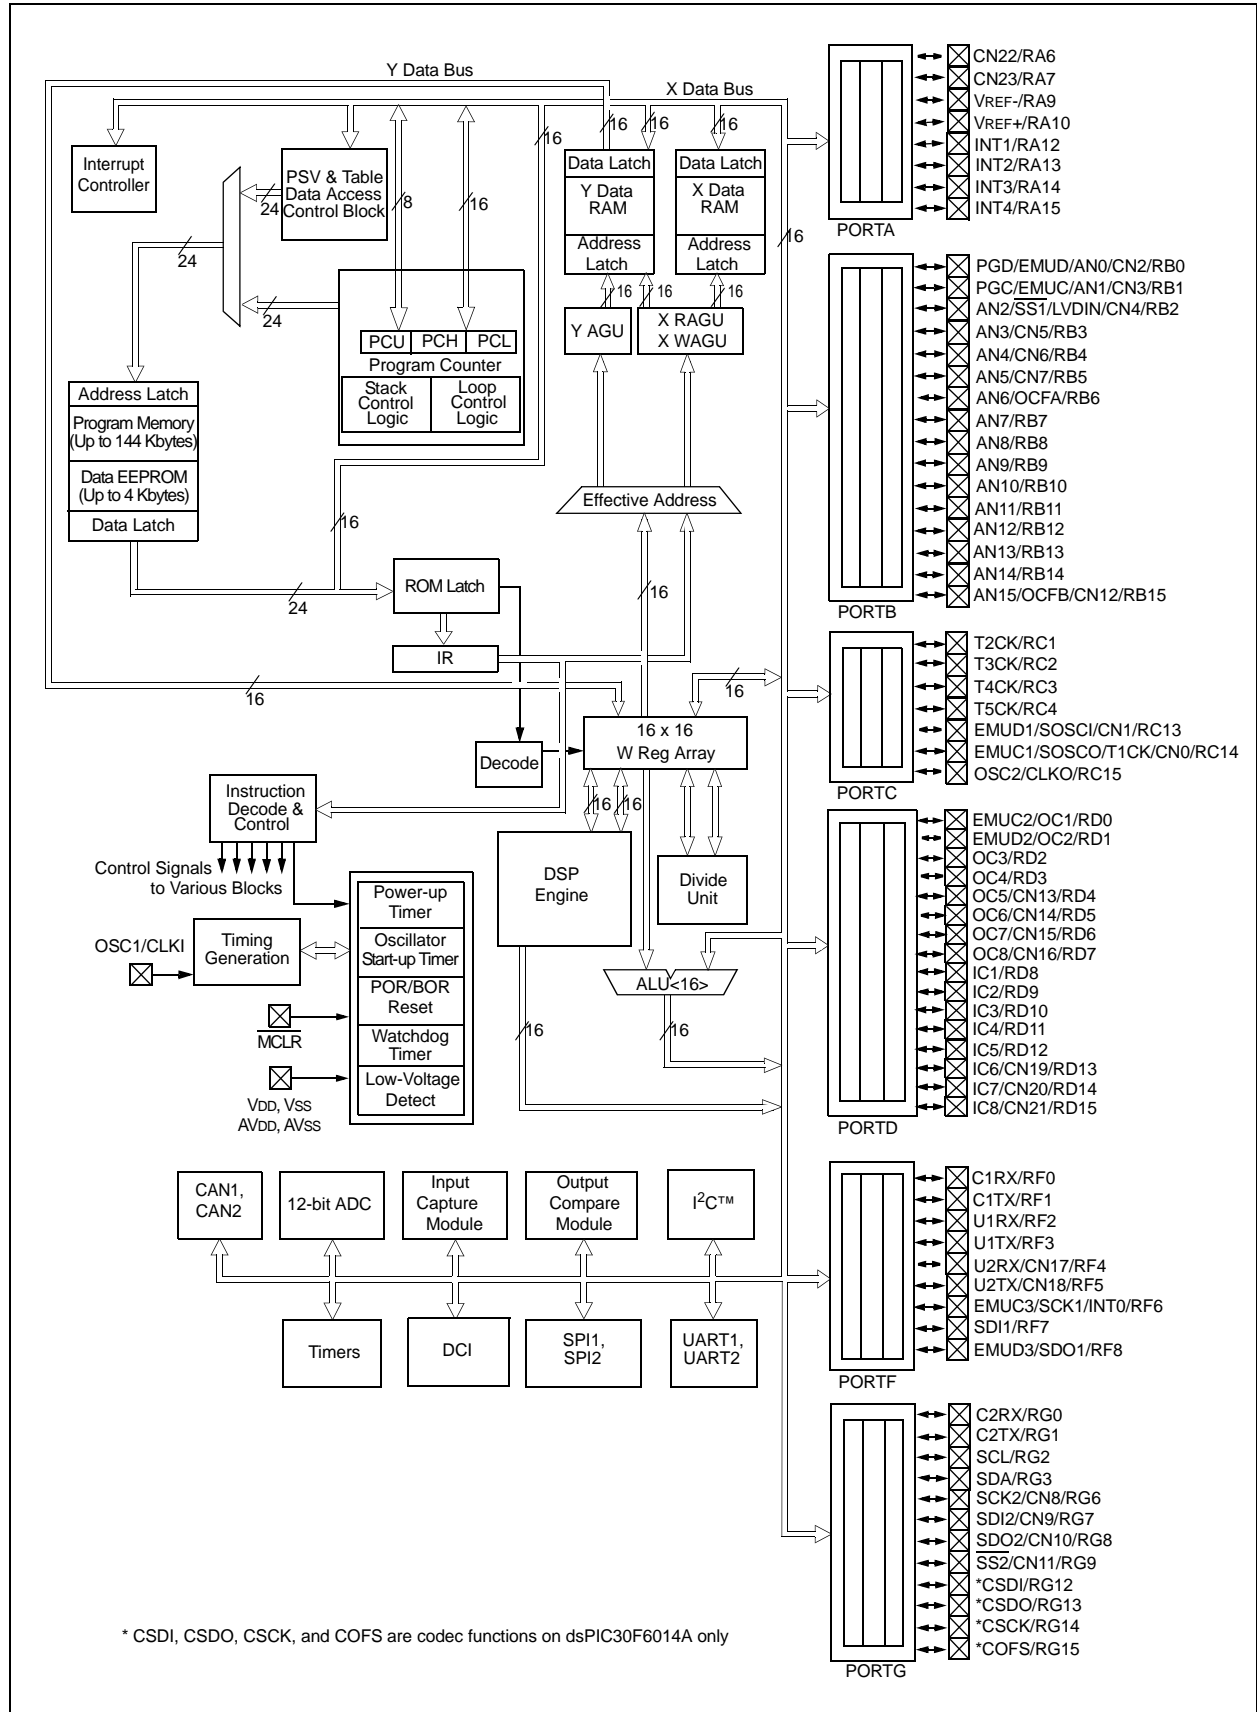 Y Data Bus
X Data Bus
16
16
16
16
Interrupt
Controller
PSV & Table
Data Access
Control Block
24
8
16
24
24
Data Latch
Y Data
RAM
Address
Latch
Data Latch
X Data
RAM
Address
Latch
16
16
16
16
Y AGU
X RAGU
X WAGU
PCU
PCH
PCL
Program Counter
Stack
Control
Logic
Loop
Control
Logic
Address Latch
Program Memory
(Up to 144 Kbytes)
Data EEPROM
(Up to 4 Kbytes)
Data Latch
Effective Address
16
24
ROM Latch
16
IR
16
16
16 x 16
W Reg Array
Decode
Instruction
Decode &
Control
16
16
Control Signals
to Various Blocks
DSP
Engine
Divide
Unit
Power-up
Timer
Oscillator
Start-up Timer
POR/BOR
Reset
Watchdog
Timer
Low-Voltage
Detect
OSC1/CLKI
Timing
Generation
MCLR
VDD, VSS
AVDD, AVSS
ALU<16>
16
16
CAN1,
CAN2
12-bit ADC
Input
Capture
Module
Output
Compare
Module
I2C™
Timers
DCI
SPI1,
SPI2
UART1,
UART2
CN22/RA6
CN23/RA7
VREF-/RA9
VREF+/RA10
INT1/RA12
INT2/RA13
INT3/RA14
INT4/RA15
PORTA
PGD/EMUD/AN0/CN2/RB0
PGC/EMUC/AN1/CN3/RB1
AN2/SS1/LVDIN/CN4/RB2
AN3/CN5/RB3
AN4/CN6/RB4
AN5/CN7/RB5
AN6/OCFA/RB6
AN7/RB7
AN8/RB8
AN9/RB9
AN10/RB10
AN11/RB11
AN12/RB12
AN13/RB13
AN14/RB14
AN15/OCFB/CN12/RB15
PORTB
T2CK/RC1
T3CK/RC2
T4CK/RC3
T5CK/RC4
EMUD1/SOSCI/CN1/RC13
EMUC1/SOSCO/T1CK/CN0/RC14
OSC2/CLKO/RC15
PORTC
EMUC2/OC1/RD0
EMUD2/OC2/RD1
OC3/RD2
OC4/RD3
OC5/CN13/RD4
OC6/CN14/RD5
OC7/CN15/RD6
OC8/CN16/RD7
IC1/RD8
IC2/RD9
IC3/RD10
IC4/RD11
IC5/RD12
IC6/CN19/RD13
IC7/CN20/RD14
IC8/CN21/RD15
PORTD
C1RX/RF0
C1TX/RF1
U1RX/RF2
U1TX/RF3
U2RX/CN17/RF4
U2TX/CN18/RF5
EMUC3/SCK1/INT0/RF6
SDI1/RF7
EMUD3/SDO1/RF8
PORTF
C2RX/RG0
C2TX/RG1
SCL/RG2
SDA/RG3
SCK2/CN8/RG6
SDI2/CN9/RG7
SDO2/CN10/RG8
SS2/CN11/RG9
*CSDI/RG12
*CSDO/RG13
*CSCK/RG14
*COFS/RG15
PORTG
* CSDI, CSDO, CSCK, and COFS are codec functions on dsPIC30F6014A only